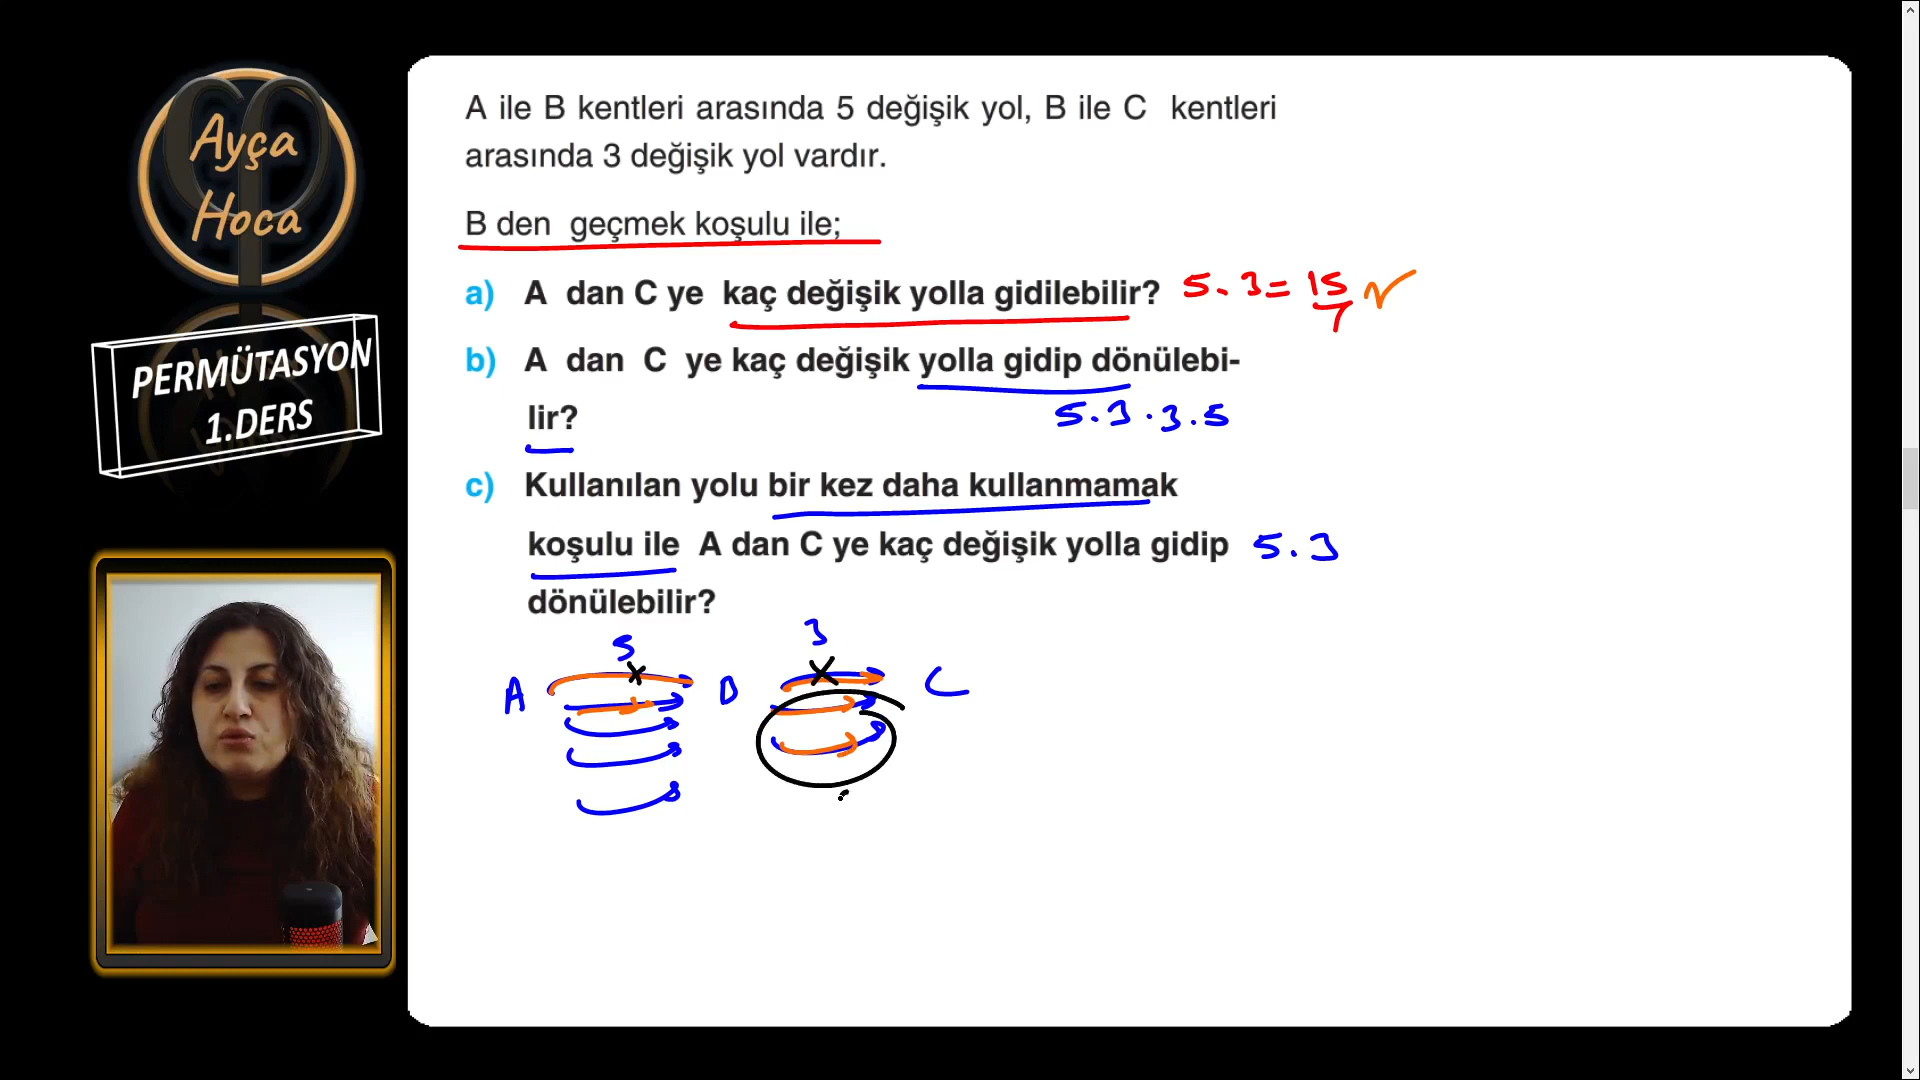 Ayça
Hoca
PERMÜTASYON
1.DERS
A ile B kentleri arasında 5 değişik yol, B ile C kentleri
arasında 3 değişik yol vardır.
B den geçmek koşulu ile;
a) A dan C ye kaç değişik yolla gidilebilir? 5.3=15
b) A dan C ye kaç değişik yolla gidip dönülebi-
lir?
5.3.3.5
c) Kullanılan yolu bir kez daha kullanmamak
koşulu ile A dan C ye kaç değişik yolla gidip 5.3
dönülebilir?
5 3
A B C